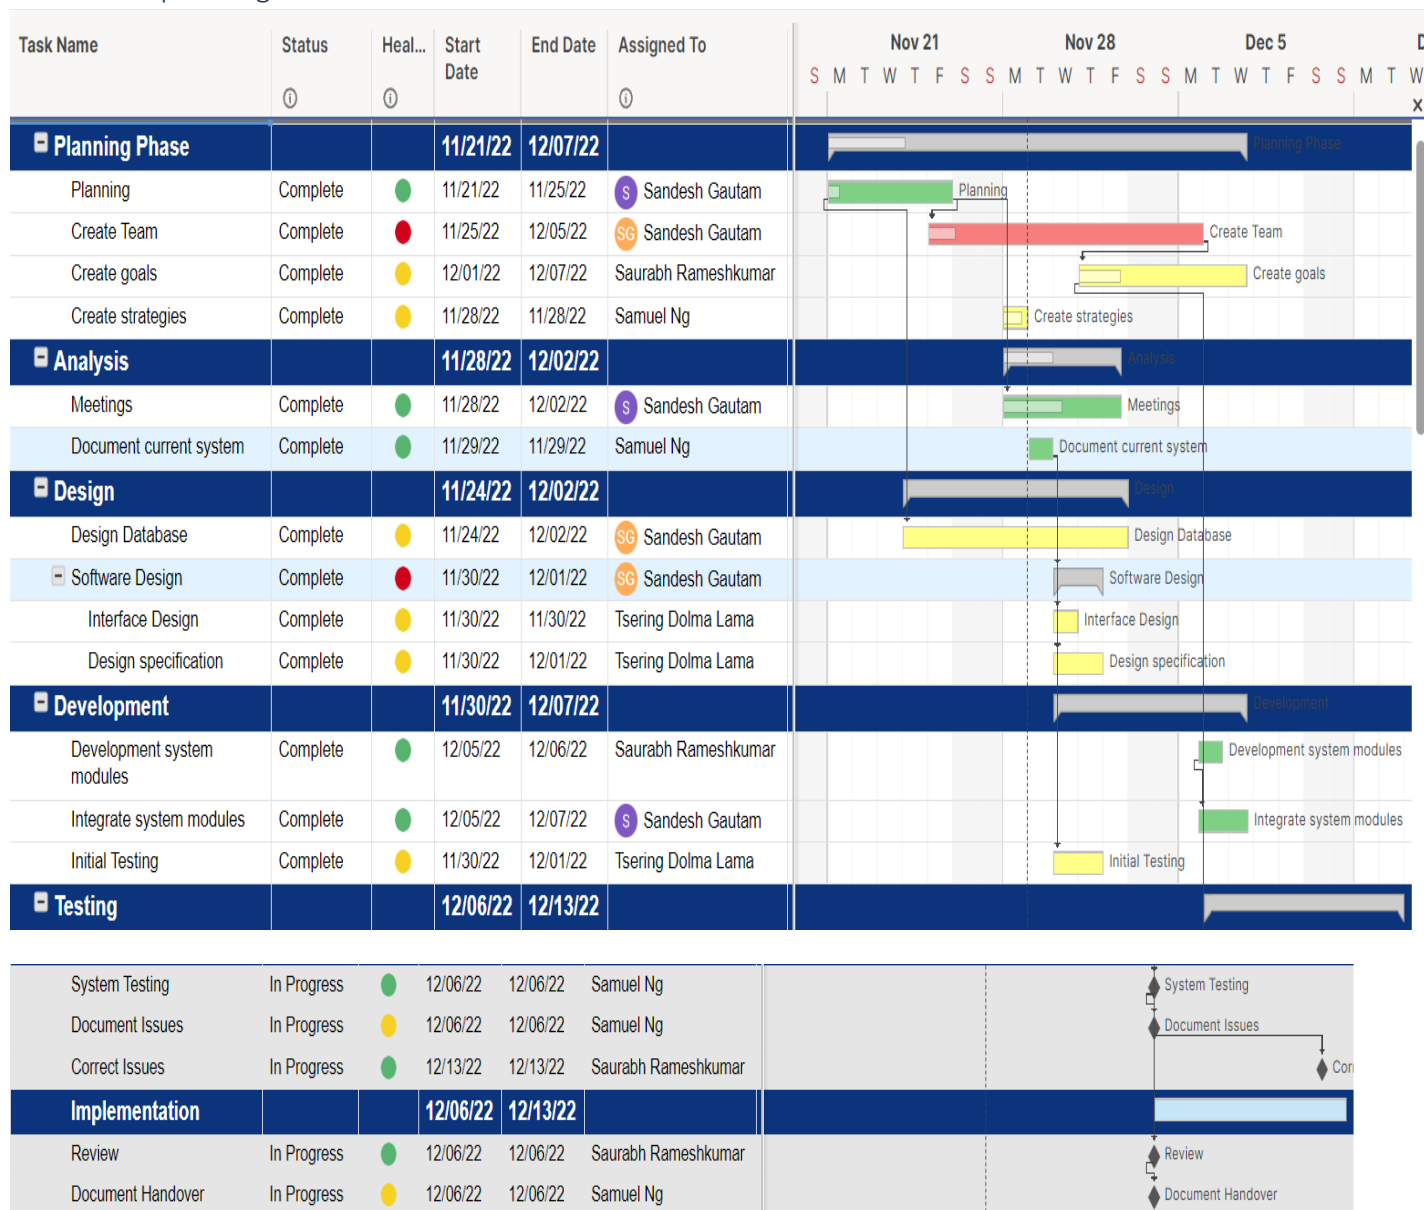 Task Name Status Heal... Start Date End Date Assigned To Nov 21 Nov 28 Dec 5
S M T W T F S S M T W T F S S M T W T F S S M T W
Planning Phase 11/21/22 12/07/22 Planning Phase
Planning Complete 11/21/22 11/25/22 S Sandesh Gautam Planning
Create Team Complete 11/25/22 12/05/22 SG Sandesh Gautam Create Team
Create goals Complete 12/01/22 12/07/22 Saurabh Rameshkumar Create goals
Create strategies Complete 11/28/22 11/28/22 Samuel Ng Create strategies
Analysis 11/28/22 12/02/22 Analysis
Meetings Complete 11/28/22 12/02/22 S Sandesh Gautam Meetings
Document current system Complete 11/29/22 11/29/22 Samuel Ng Document current system
Design 11/24/22 12/02/22 Design
Design Database Complete 11/24/22 12/02/22 SG Sandesh Gautam Design Database
Software Design Complete 11/30/22 12/01/22 SG Sandesh Gautam Software Design
Interface Design Complete 11/30/22 11/30/22 Tsering Dolma Lama Interface Design
Design specification Complete 11/30/22 12/01/22 Tsering Dolma Lama Design specification
Development 11/30/22 12/07/22 Development
Development system modules Complete 12/05/22 12/06/22 Saurabh Rameshkumar Development system modules
Integrate system modules Complete 12/05/22 12/07/22 S Sandesh Gautam Integrate system modules
Initial Testing Complete 11/30/22 12/01/22 Tsering Dolma Lama Initial Testing
Testing 12/06/22 12/13/22
System Testing In Progress 12/06/22 12/06/22 Samuel Ng System Testing
Document Issues In Progress 12/06/22 12/06/22 Samuel Ng Document Issues
Correct Issues In Progress 12/13/22 12/13/22 Saurabh Rameshkumar
Implementation 12/06/22 12/13/22
Review In Progress 12/06/22 12/06/22 Saurabh Rameshkumar Review
Document Handover In Progress 12/06/22 12/06/22 Samuel Ng Document Handover